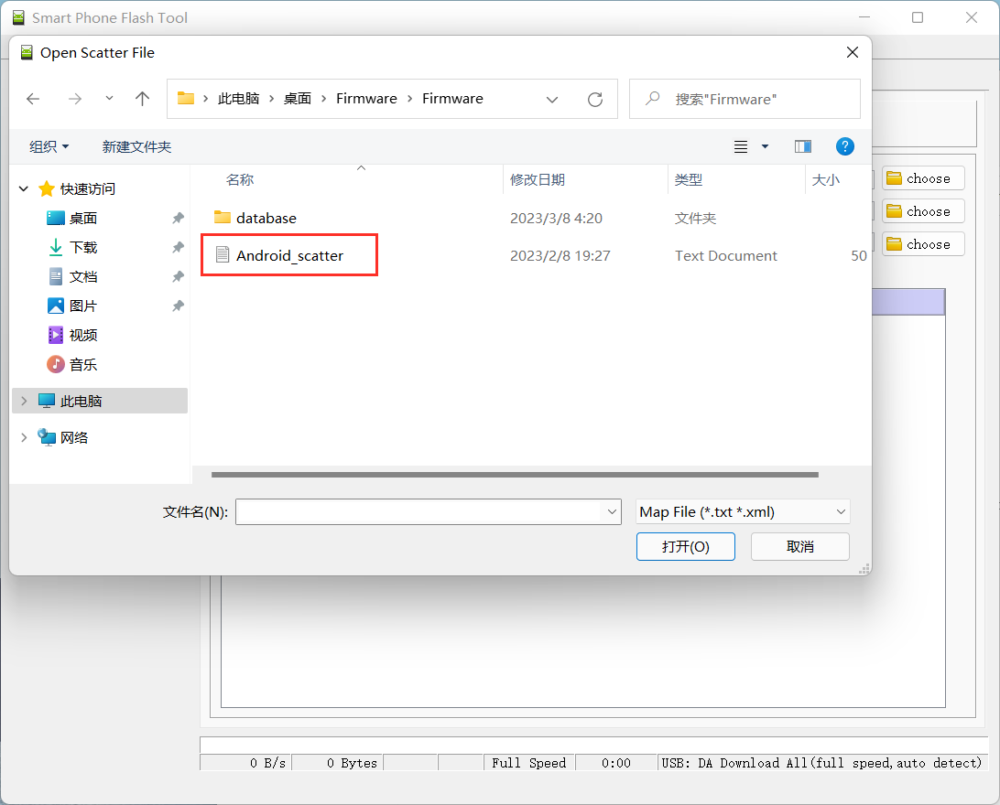 Smart Phone Flash Tool
Open Scatter File
此电脑 桌面 Firmware Firmware
搜索"Firmware"
组织 新建文件夹
名称 修改日期 类型 大小
快速访问
桌面
下载
文档
图片
视频
音乐
此电脑
网络
database 2023/3/8 4:20 文件夹
Android_scatter 2023/2/8 19:27 Text Document 50
choose
choose
choose
文件名(N): Map File (*.txt *.xml)
打开(O) 取消
0 B/s 0 Bytes Full Speed 0:00 USB: DA Download All(full speed,auto detect)